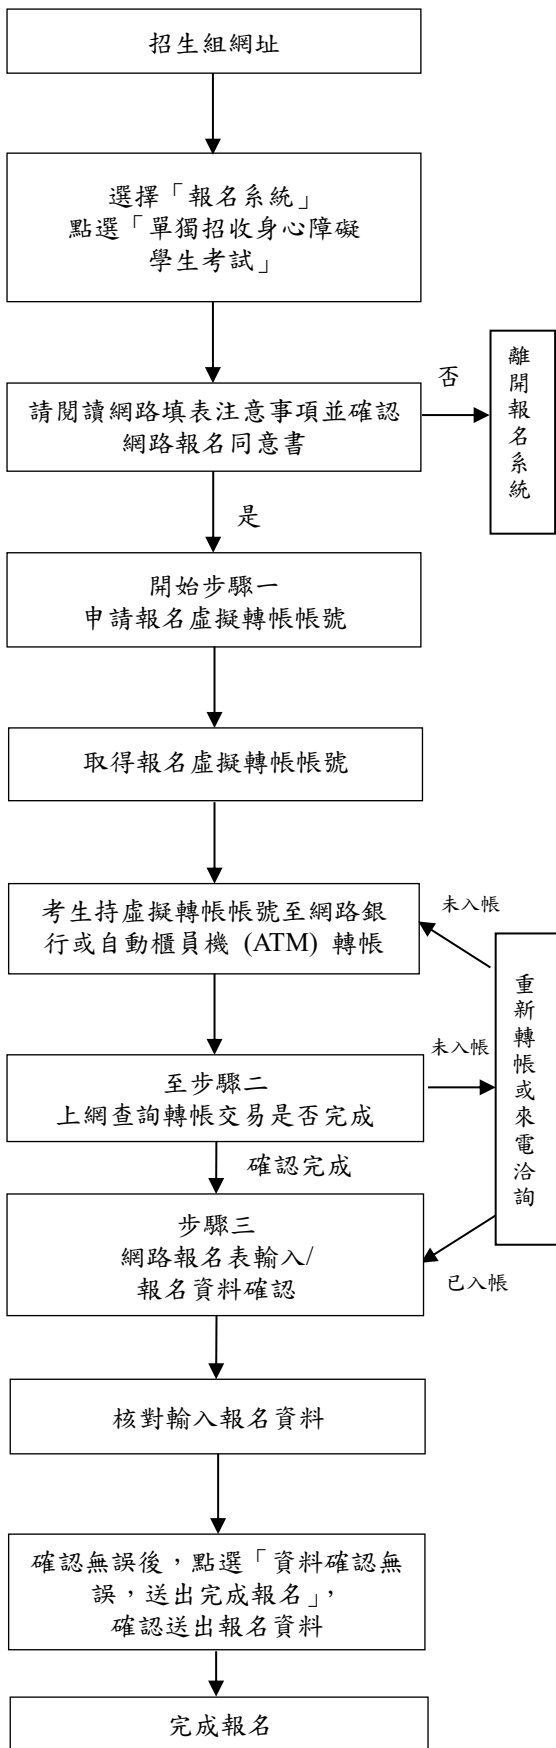 招生組網址
選擇「報名系統」
點選「單獨招收身心障礙
學生考試」
請閱讀網路填表注意事項並確認
網路報名同意書
否
離開報名系統
是
開始步驟一
申請報名虛擬轉帳帳號
取得報名虛擬轉帳帳號
考生持虛擬轉帳帳號至網路銀
行或自動櫃員機 (ATM) 轉帳
未入帳
重新轉帳或來電洽詢
未入帳
至步驟二
上網查詢轉帳交易是否完成
確認完成
步驟三
網路報名表輸入/
報名資料確認
已入帳
核對輸入報名資料
確認無誤後，點選「資料確認無
誤，送出完成報名」，
確認送出報名資料
完成報名